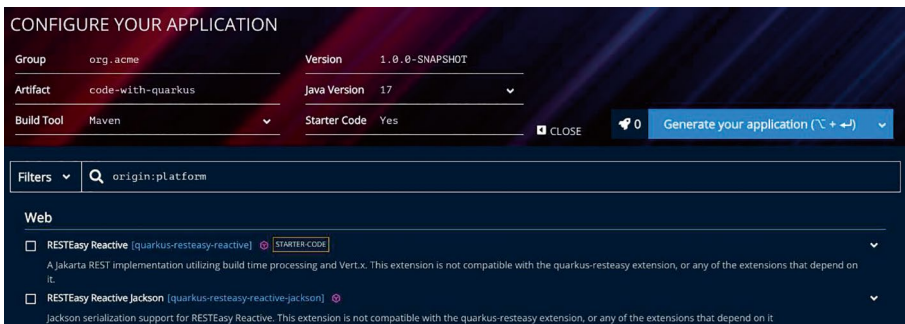 CONFIGURE YOUR APPLICATION
Group org.acme Version 1.0.0-SNAPSHOT
Artifact code-with-quarkus Java Version 17
Build Tool Maven Starter Code Yes
CLOSE 0 Generate your application (⌥ + ↵)
Filters origin:platform
Web
RESTEasy Reactive [quarkus-resteasy-reactive] STARTER-CODE
A Jakarta REST implementation utilizing build time processing and Vert.x. This extension is not compatible with the quarkus-resteasy extension, or any of the extensions that depend on
it.
RESTEasy Reactive Jackson [quarkus-resteasy-reactive-jackson]
Jackson serialization support for RESTEasy Reactive. This extension is not compatible with the quarkus-resteasy extension, or any of the extensions that depend on it